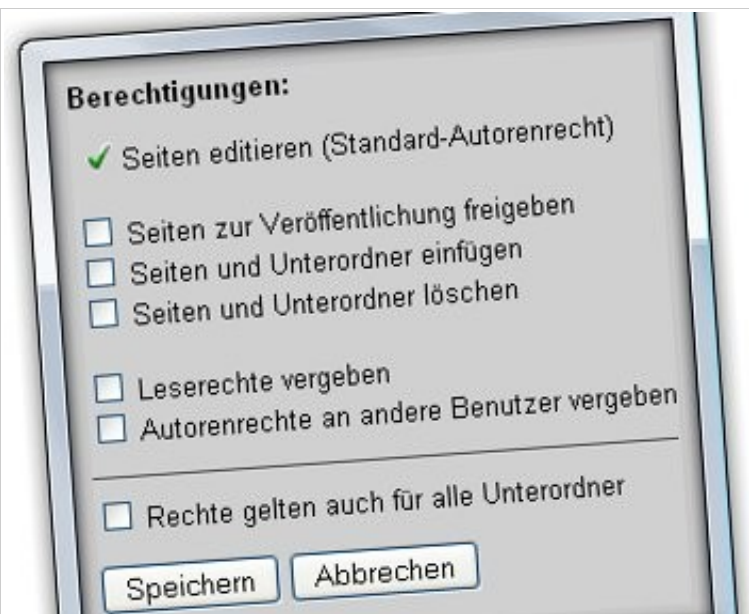 Berechtigungen:
Seiten editieren (Standard-Autorenrecht)
Seiten zur Veröffentlichung freigeben
Seiten und Unterordner einfügen
Seiten und Unterordner löschen
Leserechte vergeben
Autorenrechte an andere Benutzer vergeben
Rechte gelten auch für alle Unterordner
Speichern Abbrechen